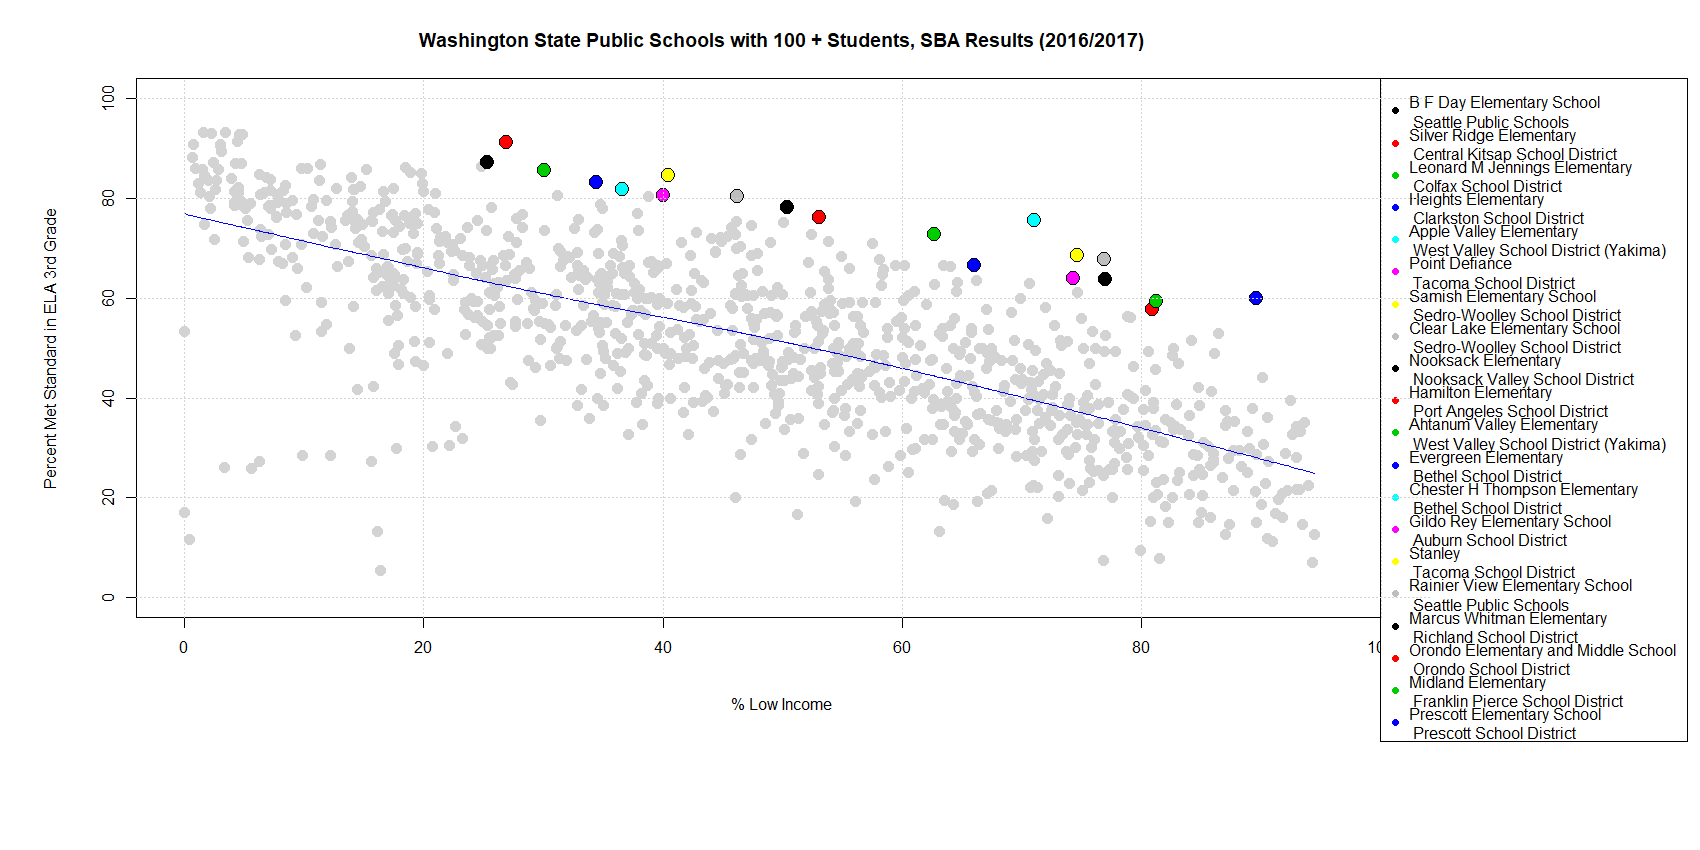 Washington State Public Schools with 100 + Students, SBA Results (2016/2017)
Percent Met Standard in ELA 3rd Grade
100
80
60
40
20
0
0
20
40
60
80
10
% Low Income
B F Day Elementary School
Seattle Public Schools
Silver Ridge Elementary
Central Kitsap School District
Leonard M Jennings Elementary
Colfax School District
Heights Elementary
Clarkston School District
Apple Valley Elementary
West Valley School District (Yakima)
Point Defiance
Tacoma School District
Samish Elementary School
Sedro-Woolley School District
Clear Lake Elementary School
Sedro-Woolley School District
Nooksack Elementary
Nooksack Valley School District
Hamilton Elementary
Port Angeles School District
Ahtanum Valley Elementary
West Valley School District (Yakima)
Evergreen Elementary
Bethel School District
Chester H Thompson Elementary
Bethel School District
Gildo Rey Elementary School
Auburn School District
Stanley
Tacoma School District
Rainier View Elementary School
Seattle Public Schools
Marcus Whitman Elementary
Richland School District
Orondo Elementary and Middle School
Orondo School District
Midland Elementary
Franklin Pierce School District
Prescott Elementary School
Prescott School District